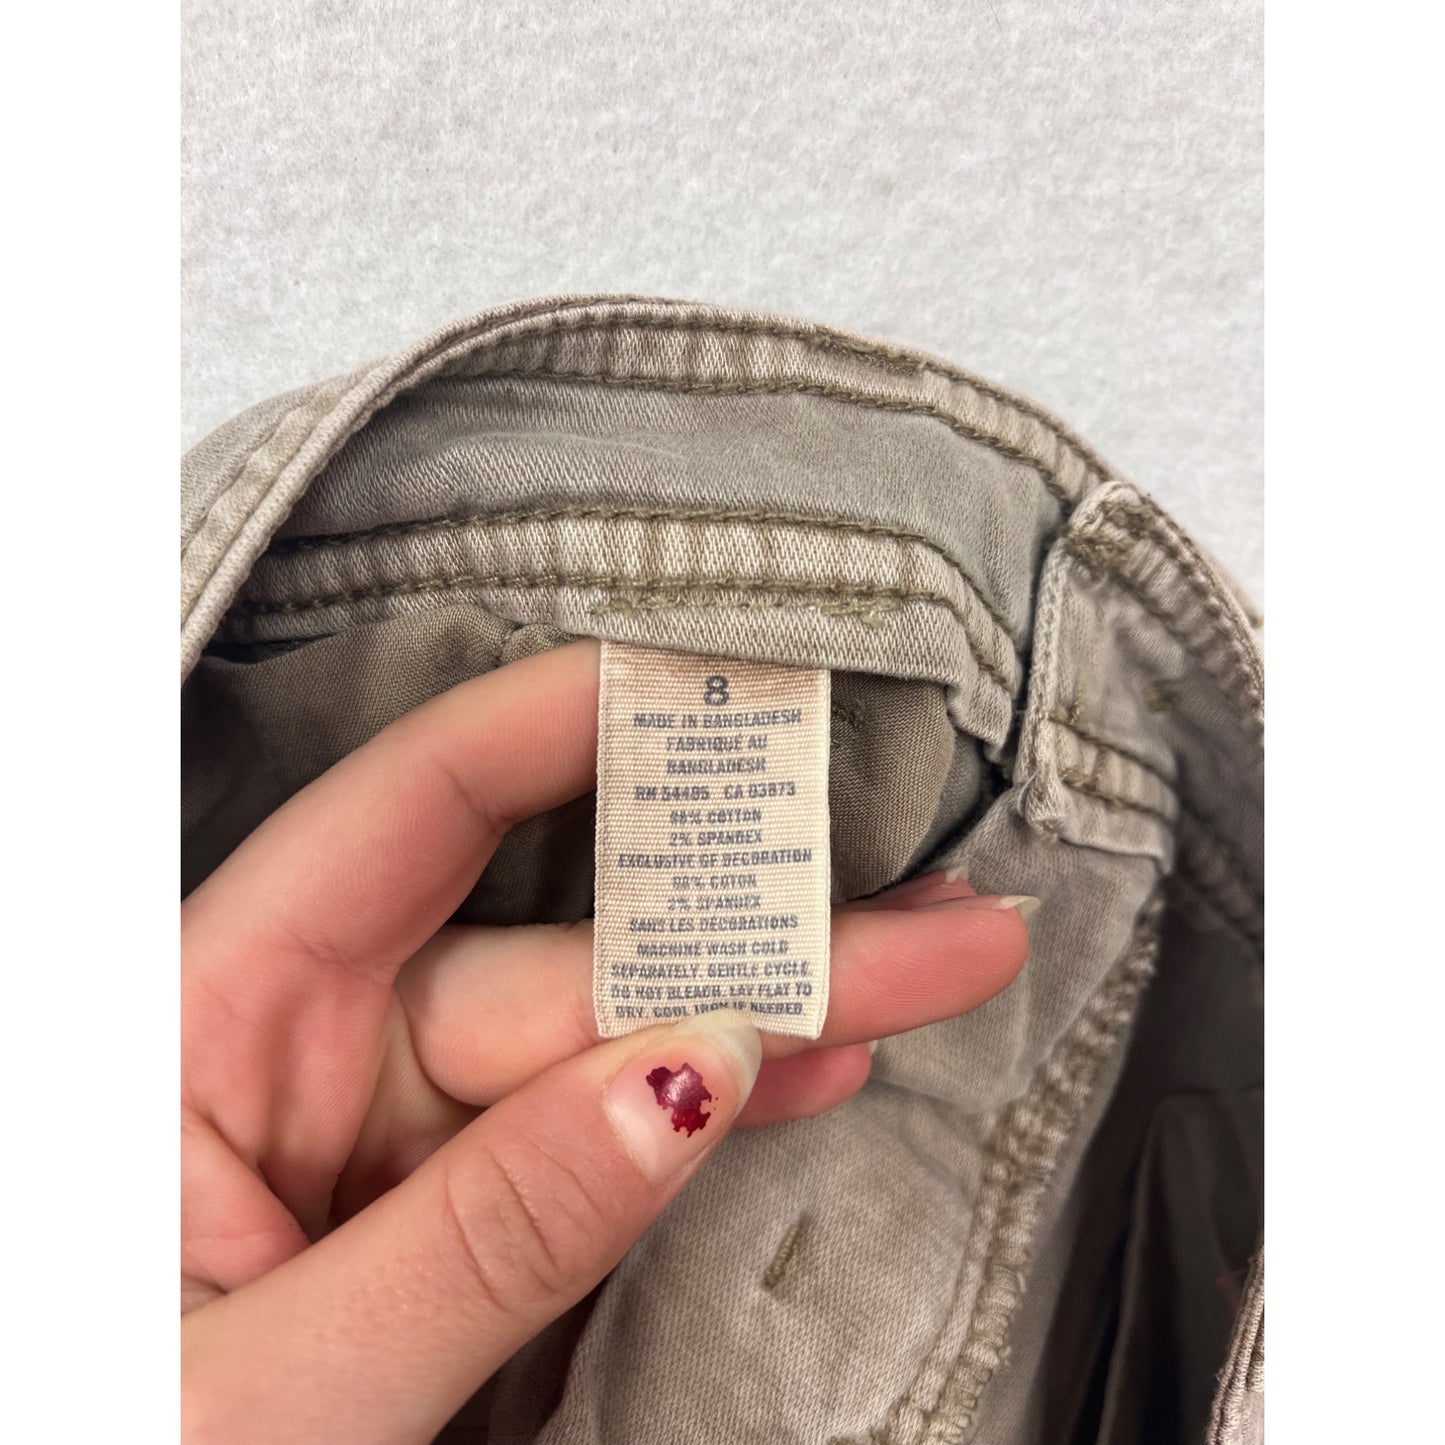 8
MADE IN BANGLADESH
FABRIQUÉ AU
BANGLADESH
RN 54485 CA 03873
98% COTTON
2% SPANDEX
EXCLUSIVE OF DECORATION
98% COTON
2% SPANDEX
SANS LES DÉCORATIONS
MACHINE WASH COLD
SEPARATELY. GENTLE CYCLE.
DO NOT BLEACH. LAY FLAT TO
DRY. COOL IRON IF NEEDED